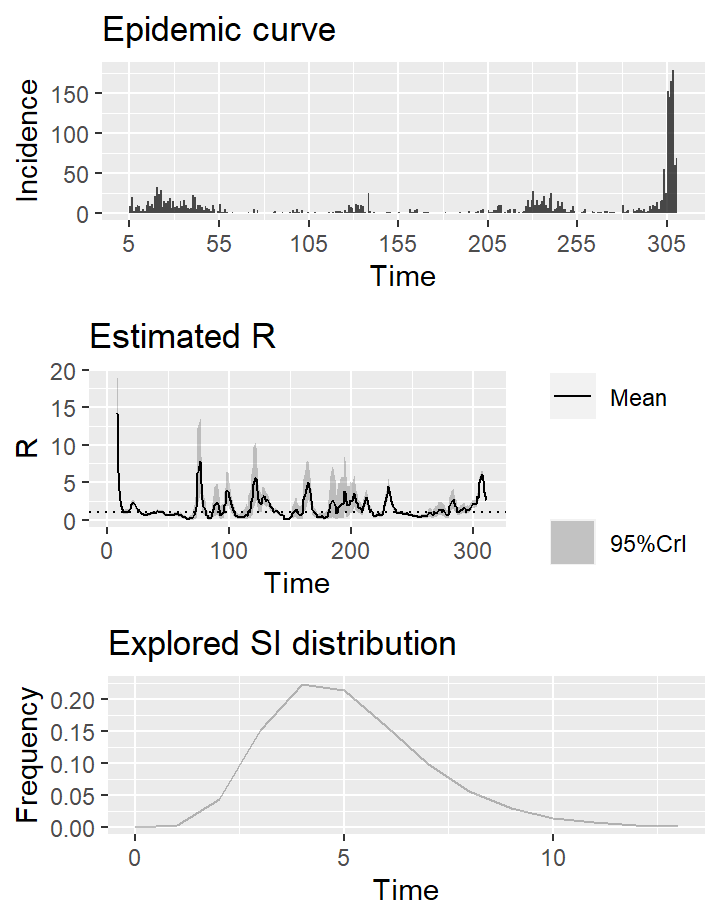 Epidemic curve
150
100
50
0
Incidence
5 55 105 155 205 255 305
Time
Estimated R
20
15
10
5
0
R
0 100 200 300
Time
Mean
95%CrI
Explored SI distribution
0.20
0.15
0.10
0.05
0.00
Frequency
0 5 10
Time